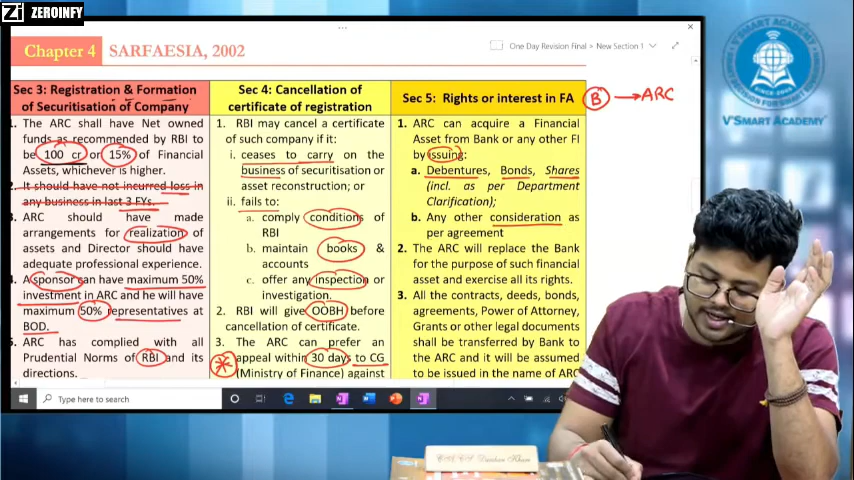 ZEROINFY
Chapter 4
SARFAESIA, 2002
One Day Revision Final > New Section 1
V'SMART ACADEMY
Sec 3: Registration & Formation
of Securitisation of Company
1. The ARC shall have Net owned
funds as recommended by RBI to
be 100 cr or 15% of Financial
Assets, whichever is higher.
2. It should have not incurred loss in
any business in last 3 FYs.
3. ARC should have made
arrangements for realization of
assets and Director should have
adequate professional experience.
4. A sponsor can have maximum 50%
investment in ARC and he will have
maximum 50% representatives at
BOD.
5. ARC has complied with all
Prudential Norms of RBI and its
directions.
Sec 4: Cancellation of
certificate of registration
1. RBI may cancel a certificate
of such company if it:
i. ceases to carry on the
business of securitisation or
asset reconstruction; or
ii. fails to:
a. comply conditions of
RBI
b. maintain books &
accounts
c. offer any inspection or
investigation.
2. RBI will give OOBH before
cancellation of certificate.
3. The ARC can prefer an
appeal within 30 days to CG
(Ministry of Finance) against
Sec 5: Rights or interest in FA
1. ARC can acquire a Financial
Asset from Bank or any other FI
by issuing:
a. Debentures, Bonds, Shares
(incl. as per Department
Clarification);
b. Any other consideration as
per agreement
2. The ARC will replace the Bank
for the purpose of such financial
asset and exercise all its rights.
3. All the contracts, deeds, bonds,
agreements, Power of Attorney,
Grants or other legal documents
shall be transferred by Bank to
the ARC and it will be assumed
to be issued in the name of ARC
B → ARC
Type here to search